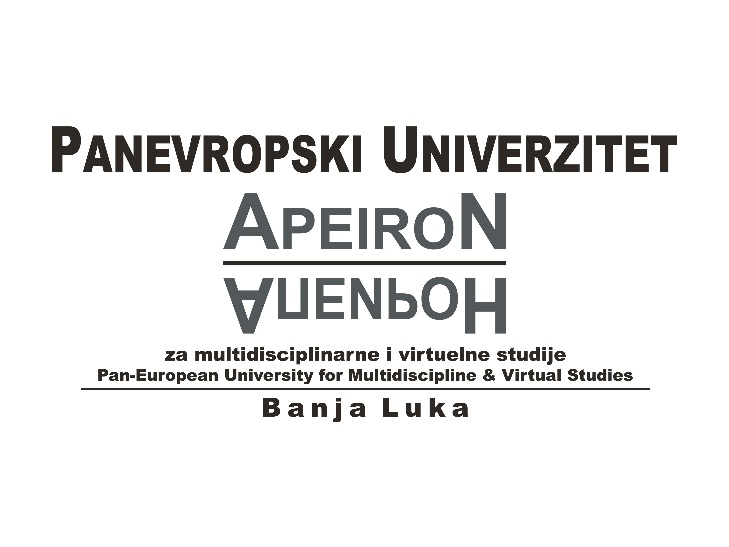 PANEVROPSKI UNIVERZITET
APEIRON
АПЕИРОН
za multidisciplinarne i virtuelne studije
Pan-European University for Multidiscipline & Virtual Studies
Banja Luka